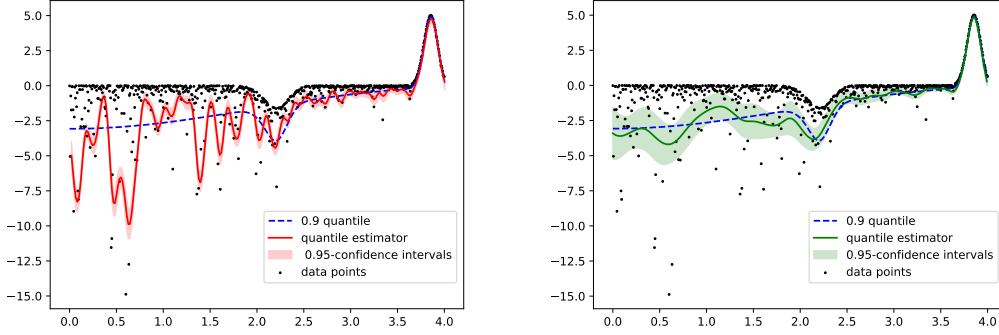 5.0
2.5
0.0
−2.5
−5.0
−7.5
−10.0
−12.5
−15.0
0.0 0.5 1.0 1.5 2.0 2.5 3.0 3.5 4.0
0.9 quantile
quantile estimator
0.95-confidence intervals
data points
5.0
2.5
0.0
−2.5
−5.0
−7.5
−10.0
−12.5
−15.0
0.0 0.5 1.0 1.5 2.0 2.5 3.0 3.5 4.0
0.9 quantile
quantile estimator
0.95-confidence intervals
data points